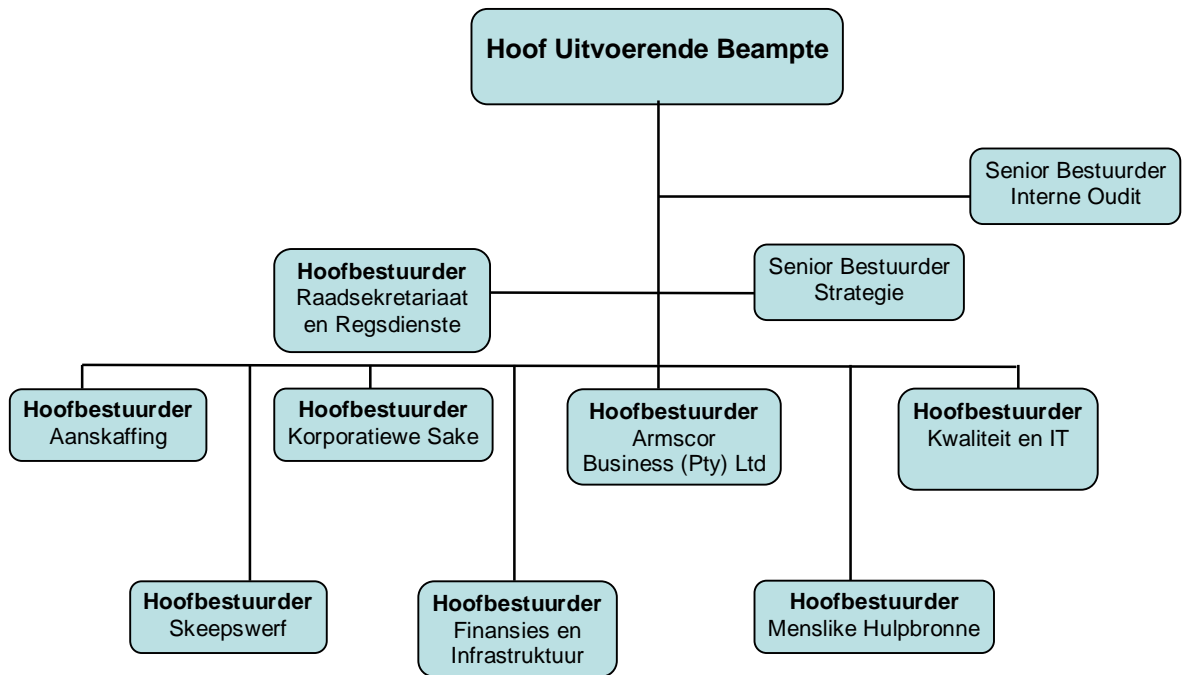 Hoof Uitvoerende Beampte
Senior Bestuurder
Interne Oudit
Hoofbestuurder
Raadsekretariaat
en Regsdienste
Senior Bestuurder
Strategie
Hoofbestuurder
Aanskaffing
Hoofbestuurder
Korporatiewe Sake
Hoofbestuurder
Armscor
Business (Pty) Ltd
Hoofbestuurder
Kwaliteit en IT
Hoofbestuurder
Skeepswerf
Hoofbestuurder
Finansies en
Infrastruktuur
Hoofbestuurder
Menslike Hulpbronne